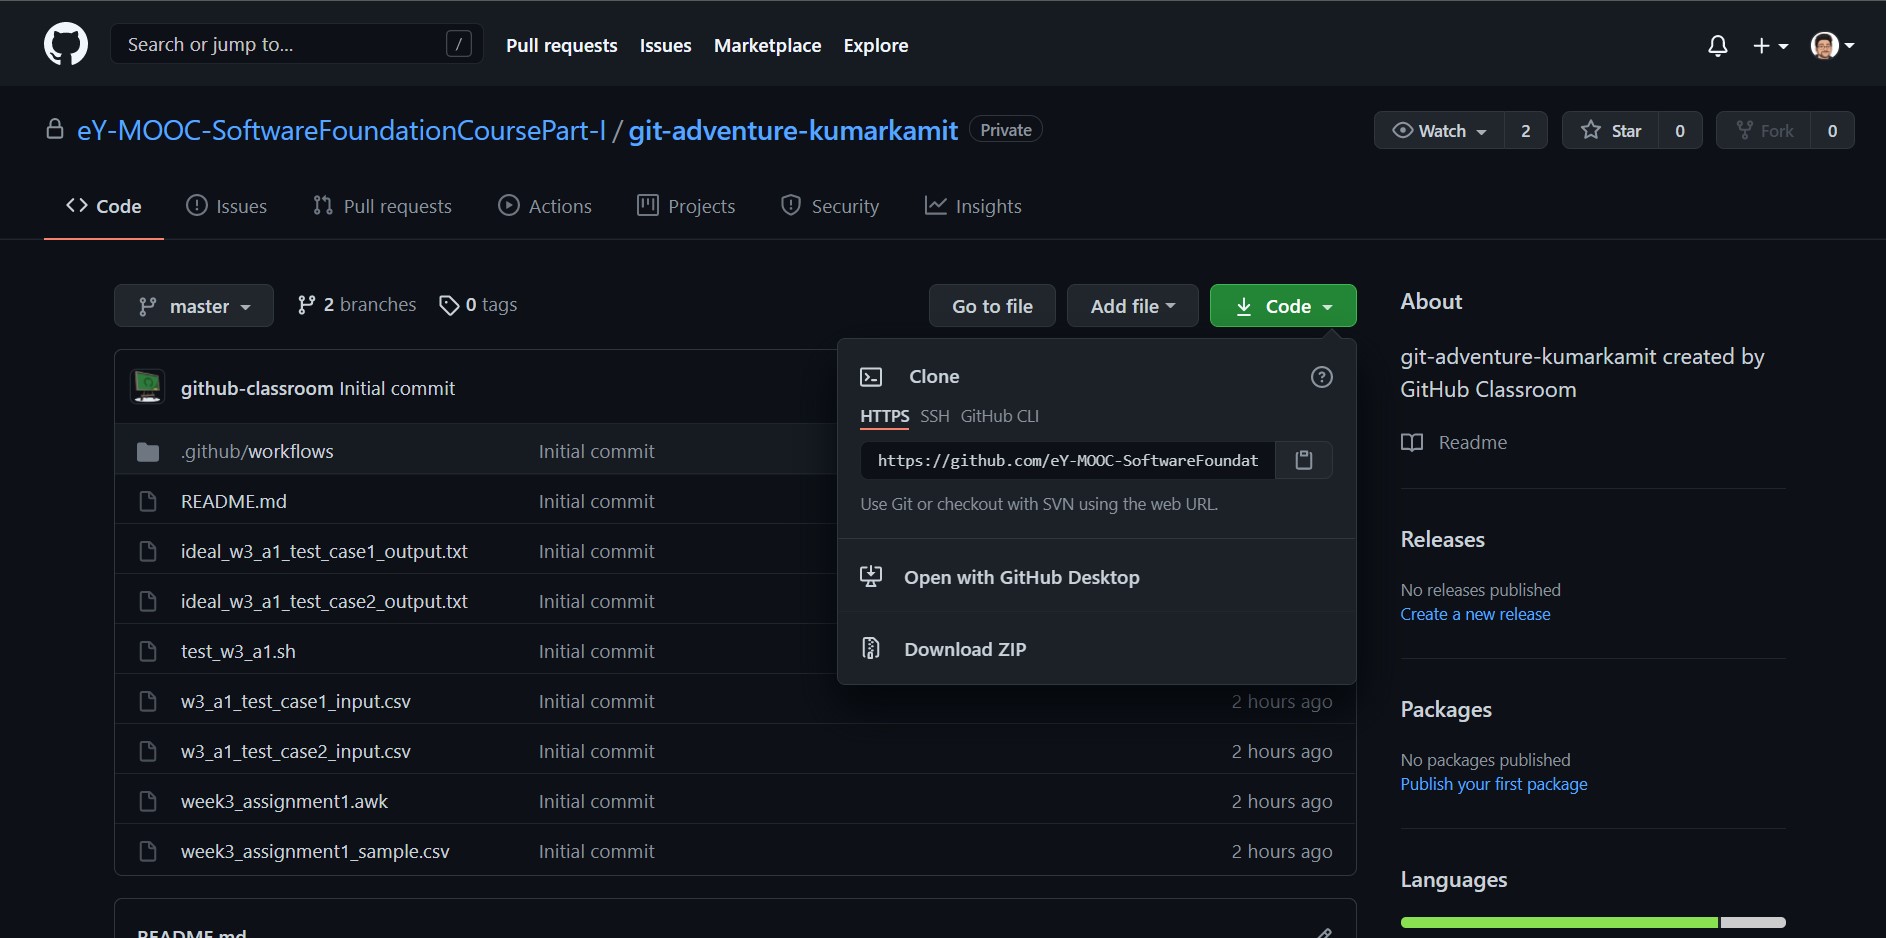 Search or jump to... /
Pull requests Issues Marketplace Explore
eY-MOOC-SoftwareFoundationCoursePart-I / git-adventure-kumarkamit Private
Watch 2 Star 0 Fork 0
Code Issues Pull requests Actions Projects Security Insights
master 2 branches 0 tags
Go to file Add file Code
github-classroom Initial commit
.github/workflows Initial commit
README.md Initial commit
ideal_w3_a1_test_case1_output.txt Initial commit
ideal_w3_a1_test_case2_output.txt Initial commit
test_w3_a1.sh Initial commit
w3_a1_test_case1_input.csv Initial commit 2 hours ago
w3_a1_test_case2_input.csv Initial commit 2 hours ago
week3_assignment1.awk Initial commit 2 hours ago
week3_assignment1_sample.csv Initial commit 2 hours ago
README.md
Clone
HTTPS SSH GitHub CLI
https://github.com/eY-MOOC-SoftwareFoundat
Use Git or checkout with SVN using the web URL.
Open with GitHub Desktop
Download ZIP
About
git-adventure-kumarkamit created by
GitHub Classroom
Readme
Releases
No releases published
Create a new release
Packages
No packages published
Publish your first package
Languages